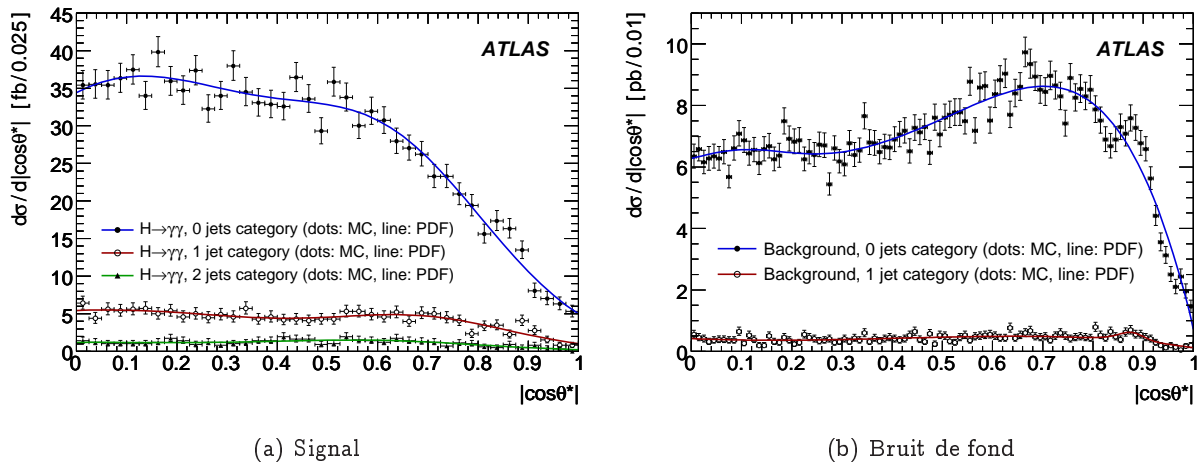 dσ/ d|cosθ*| [fb/0.025]
45
40
35
30
25
20
15
10
5
0
ATLAS
H→γγ, 0 jets category (dots: MC, line: PDF)
H→γγ, 1 jet category (dots: MC, line: PDF)
H→γγ, 2 jets category (dots: MC, line: PDF)
0 0.1 0.2 0.3 0.4 0.5 0.6 0.7 0.8 0.9 1
|cosθ*|
(a) Signal
dσ/ d|cosθ*| [pb/0.01]
10
8
6
4
2
0
ATLAS
Background, 0 jets category (dots: MC, line: PDF)
Background, 1 jet category (dots: MC, line: PDF)
0 0.1 0.2 0.3 0.4 0.5 0.6 0.7 0.8 0.9 1
|cosθ*|
(b) Bruit de fond